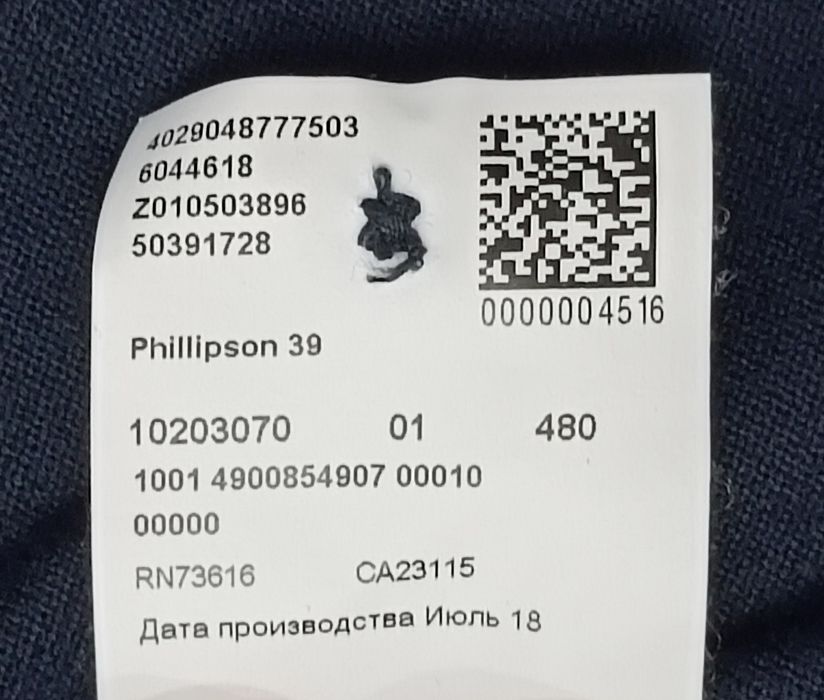 4029048777503
6044618
Z010503896
50391728
0000004516
Phillipson 39
10203070 01 480
1001 4900854907 00010
00000
RN73616 CA23115
Дата производства Июль 18